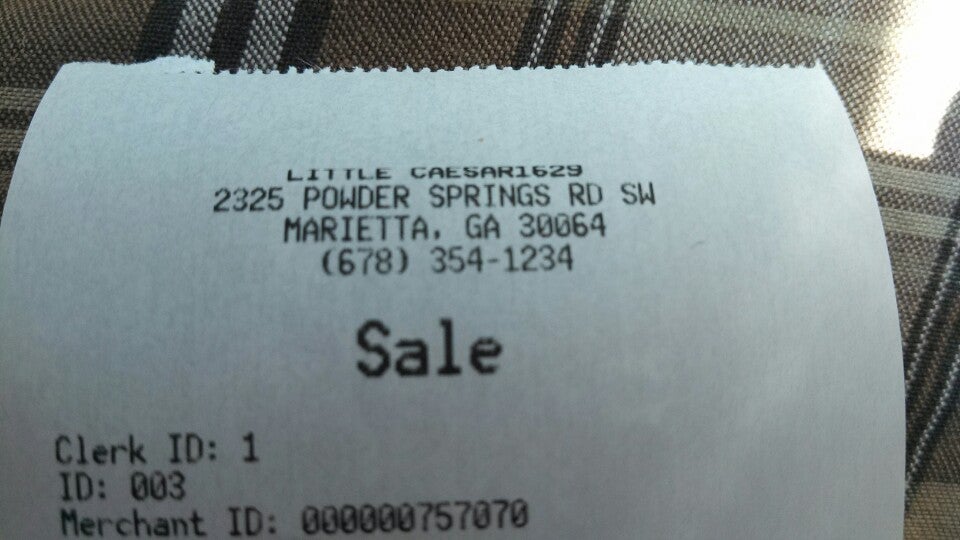 LITTLE CAESAR1629
2325 POWDER SPRINGS RD SW
MARIETTA, GA 30064
(678) 354-1234
Sale
Clerk ID: 1
ID: 003
Merchant ID: 000000757070